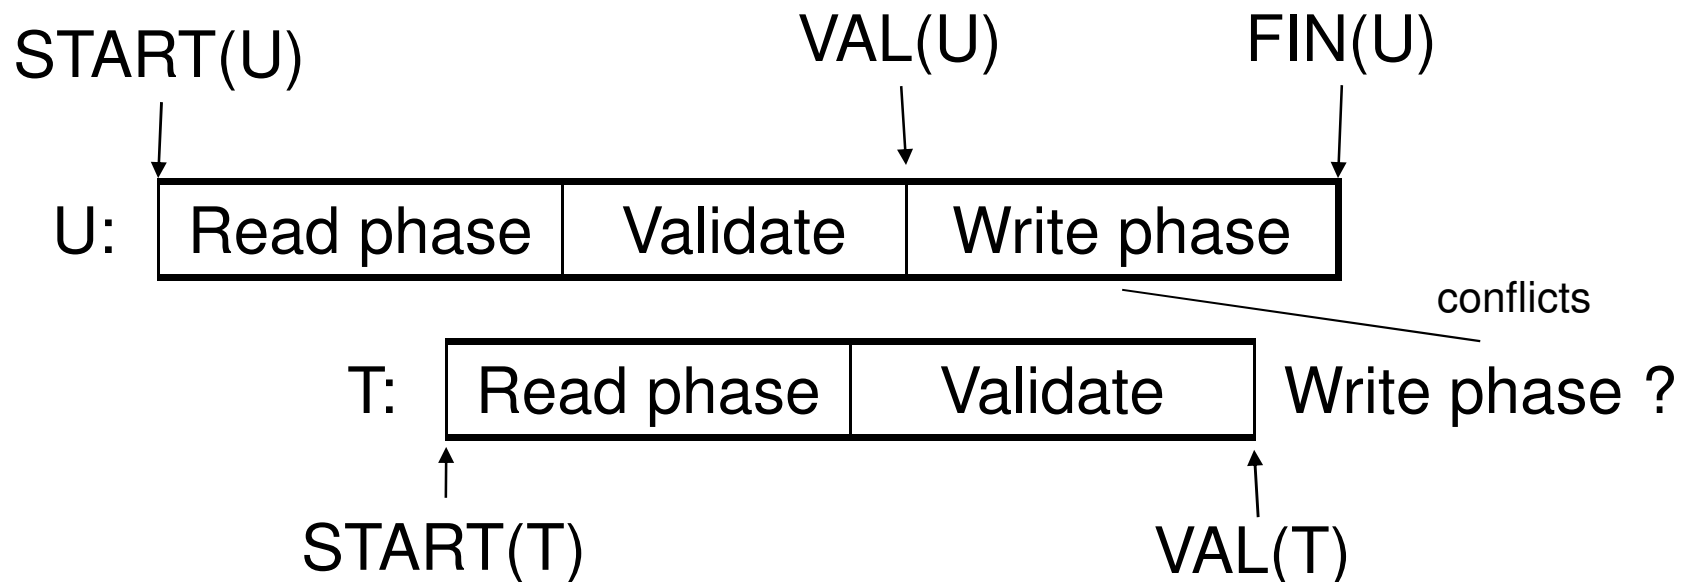 START(U) VAL(U) FIN(U)
U: Read phase Validate Write phase
conflicts
T: Read phase Validate Write phase ?
START(T) VAL(T)